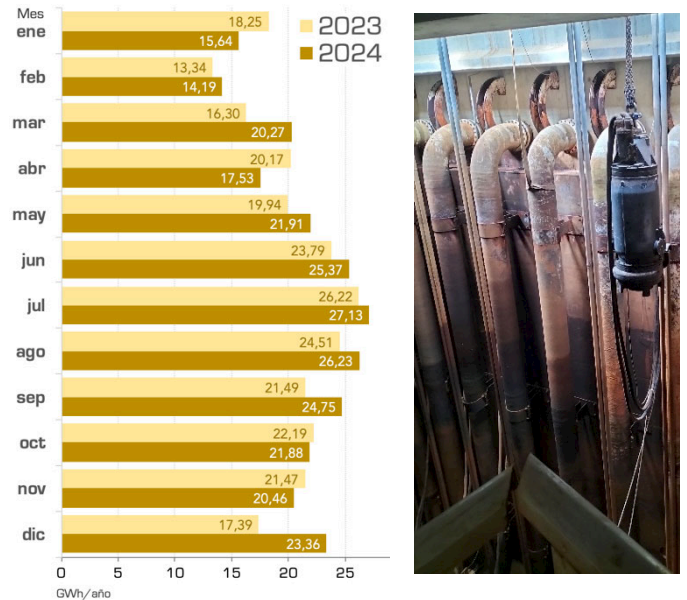 Mes
2023
2024
ene
18,25
15,64
feb
13,34
14,19
mar
16,30
20,27
abr
20,17
17,53
may
19,94
21,91
jun
23,79
25,37
jul
26,22
27,13
ago
24,51
26,23
sep
21,49
24,75
oct
22,19
21,88
nov
21,47
20,46
dic
17,39
23,36
0 5 10 15 20 25
GWh/año